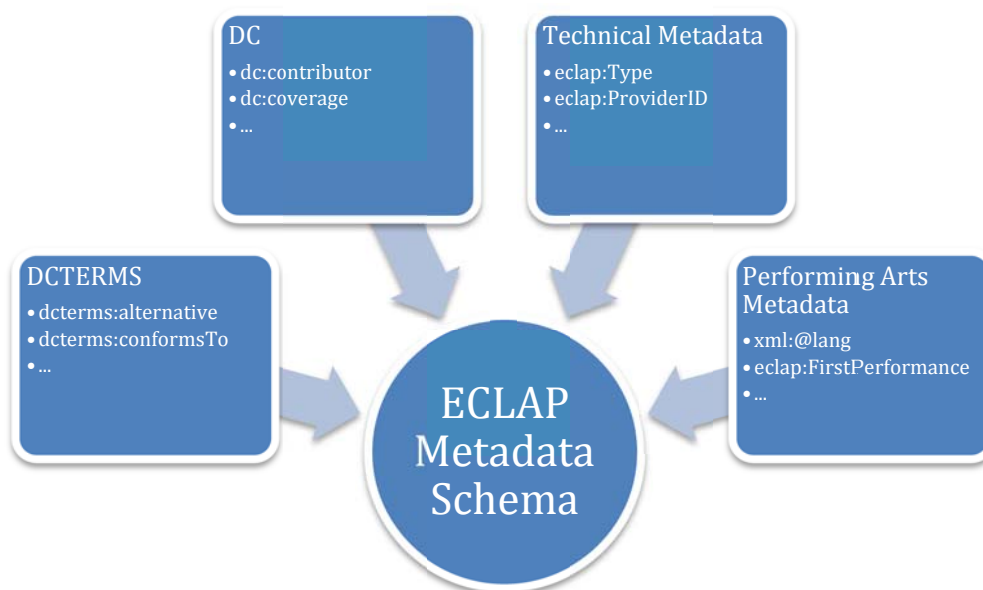 DC
• dc:contributor
• dc:coverage
• ...
Technical Metadata
• eclap:Type
• eclap:ProviderID
• ...
DCTERMS
• dcterms:alternative
• dcterms:conformsTo
• ...
Performing Arts
Metadata
• xml:@lang
• eclap:FirstPerformance
• ...
ECLAP
Metadata
Schema